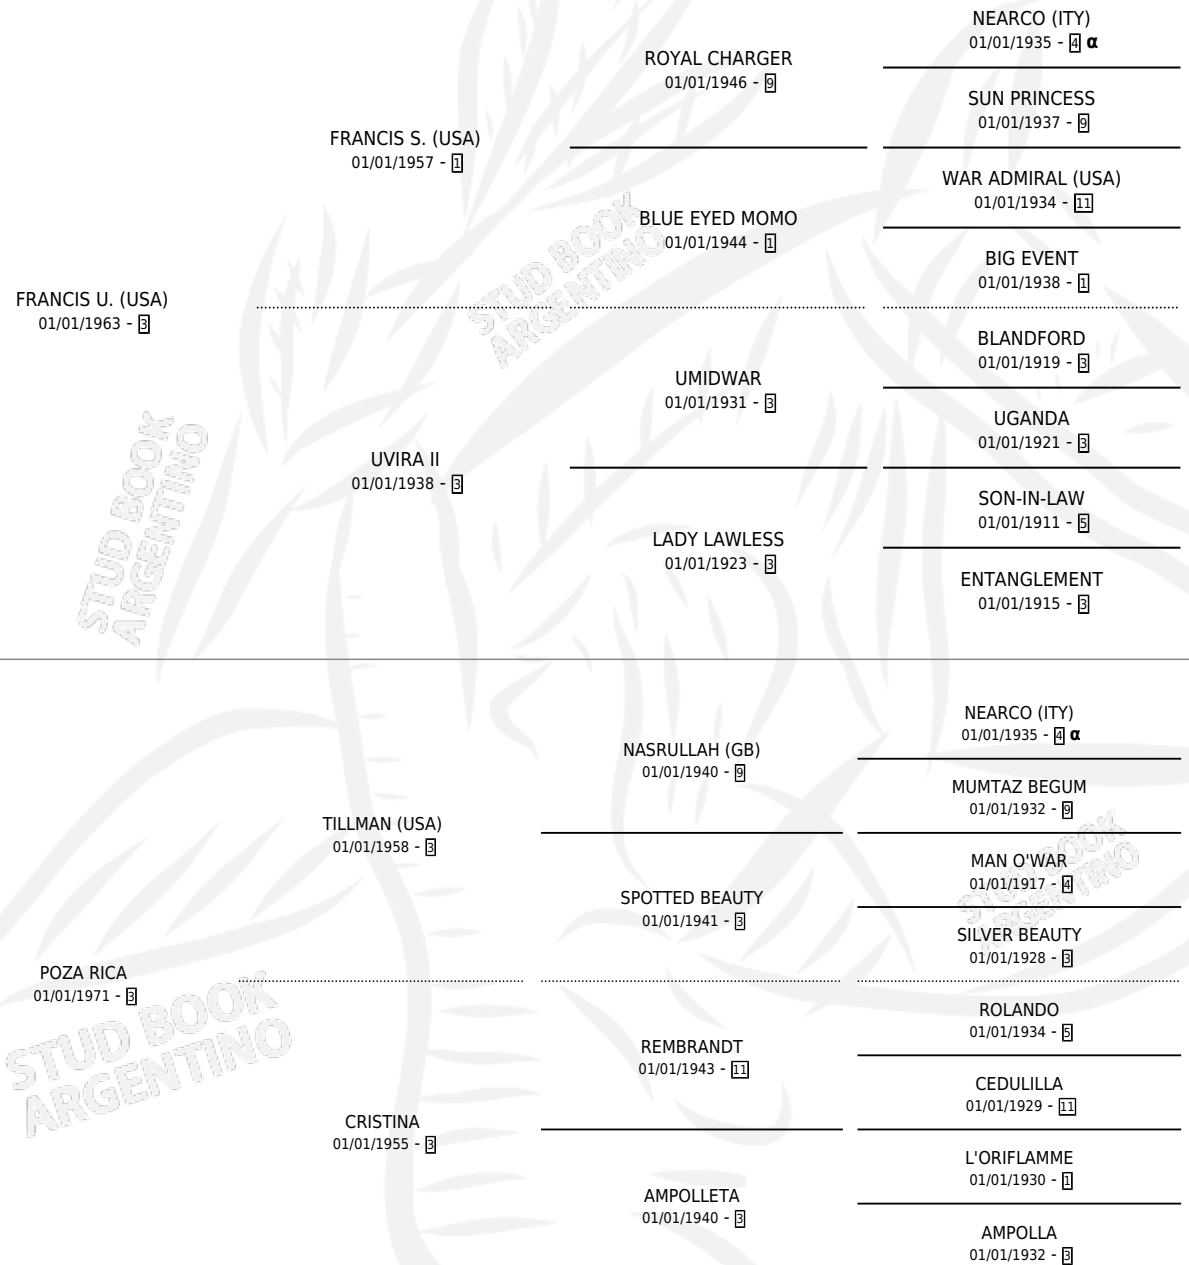 NEARCO (ITY)
01/01/1935 - 4 α
ROYAL CHARGER
01/01/1946 - 9
SUN PRINCESS
01/01/1937 - 9
FRANCIS S. (USA)
01/01/1957 - 1
WAR ADMIRAL (USA)
01/01/1934 - 11
BLUE EYED MOMO
01/01/1944 - 1
BIG EVENT
01/01/1938 - 1
FRANCIS U. (USA)
01/01/1963 - 3
BLANDFORD
01/01/1919 - 3
UMIDWAR
01/01/1931 - 3
UGANDA
01/01/1921 - 3
UVIRA II
01/01/1938 - 3
SON-IN-LAW
01/01/1911 - 5
LADY LAWLESS
01/01/1923 - 3
ENTANGLEMENT
01/01/1915 - 3
STUD BOOK
ARGENTINO
STUD BOOK
ARGENTINO
NEARCO (ITY)
01/01/1935 - 4 α
NASRULLAH (GB)
01/01/1940 - 9
MUMTAZ BEGUM
01/01/1932 - 9
TILLMAN (USA)
01/01/1958 - 3
MAN O'WAR
01/01/1917 - 4
SPOTTED BEAUTY
01/01/1941 - 3
SILVER BEAUTY
01/01/1928 - 3
POZA RICA
01/01/1971 - 3
ROLANDO
01/01/1934 - 5
REMBRANDT
01/01/1943 - 11
CEDULILLA
01/01/1929 - 11
CRISTINA
01/01/1955 - 3
L'ORIFLAMME
01/01/1930 - 1
AMPOLLETA
01/01/1940 - 3
AMPOLLA
01/01/1932 - 3
STUD BOOK
ARGENTINO
STUD BOOK
ARGENTINO